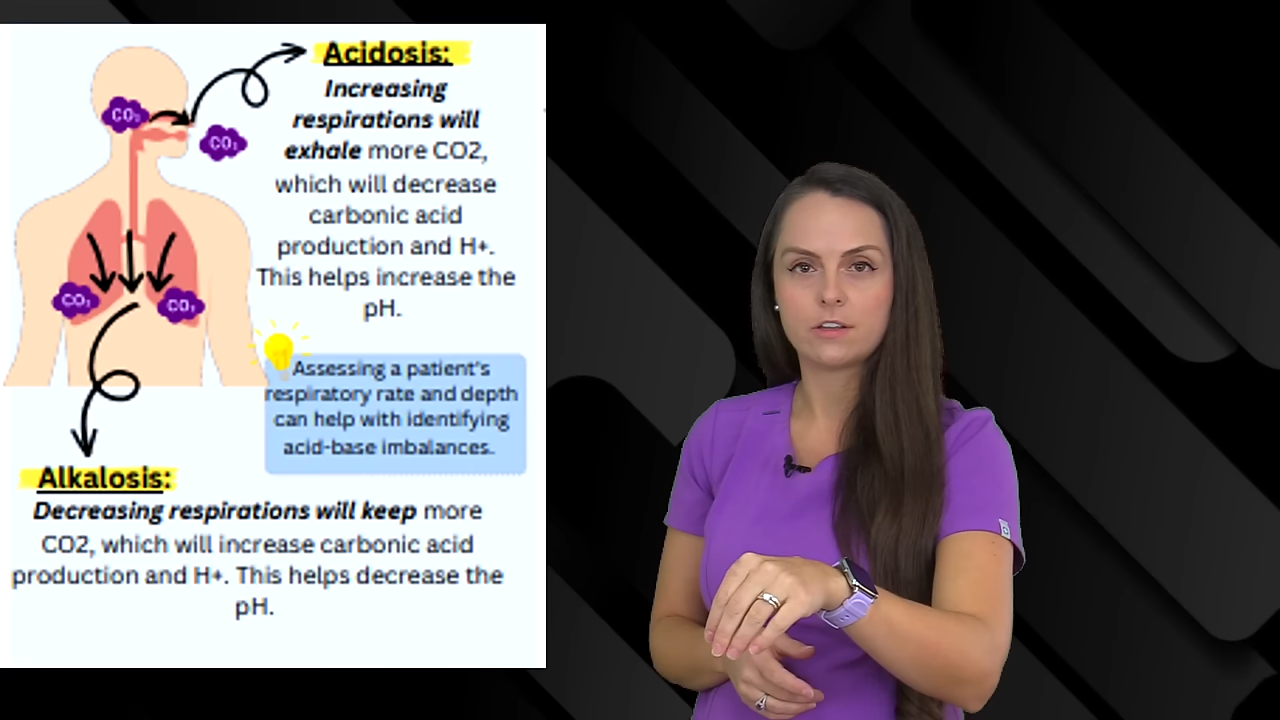 Acidosis:
Increasing
respirations will
exhale more CO2,
which will decrease
carbonic acid
production and H+.
This helps increase the
pH.
CO₂
CO₂
CO₂
CO₂
Assessing a patient's
respiratory rate and depth
can help with identifying
acid-base imbalances.
Alkalosis:
Decreasing respirations will keep more
CO2, which will increase carbonic acid
production and H+. This helps decrease the
pH.